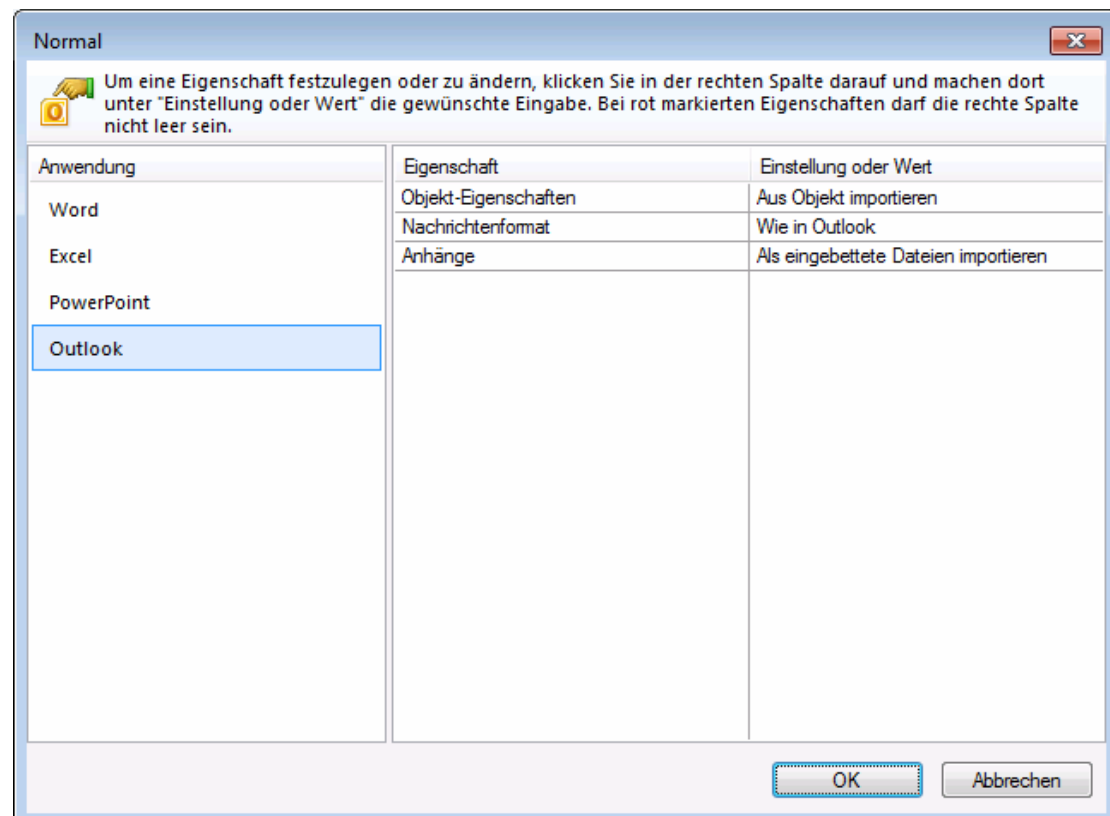 Normal
Um eine Eigenschaft festzulegen oder zu ändern, klicken Sie in der rechten Spalte darauf und machen dort
unter "Einstellung oder Wert" die gewünschte Eingabe. Bei rot markierten Eigenschaften darf die rechte Spalte
nicht leer sein.
Anwendung
Word
Excel
PowerPoint
Outlook
Eigenschaft Einstellung oder Wert
Objekt-Eigenschaften Aus Objekt importieren
Nachrichtenformat Wie in Outlook
Anhänge Als eingebettete Dateien importieren
OK Abbrechen